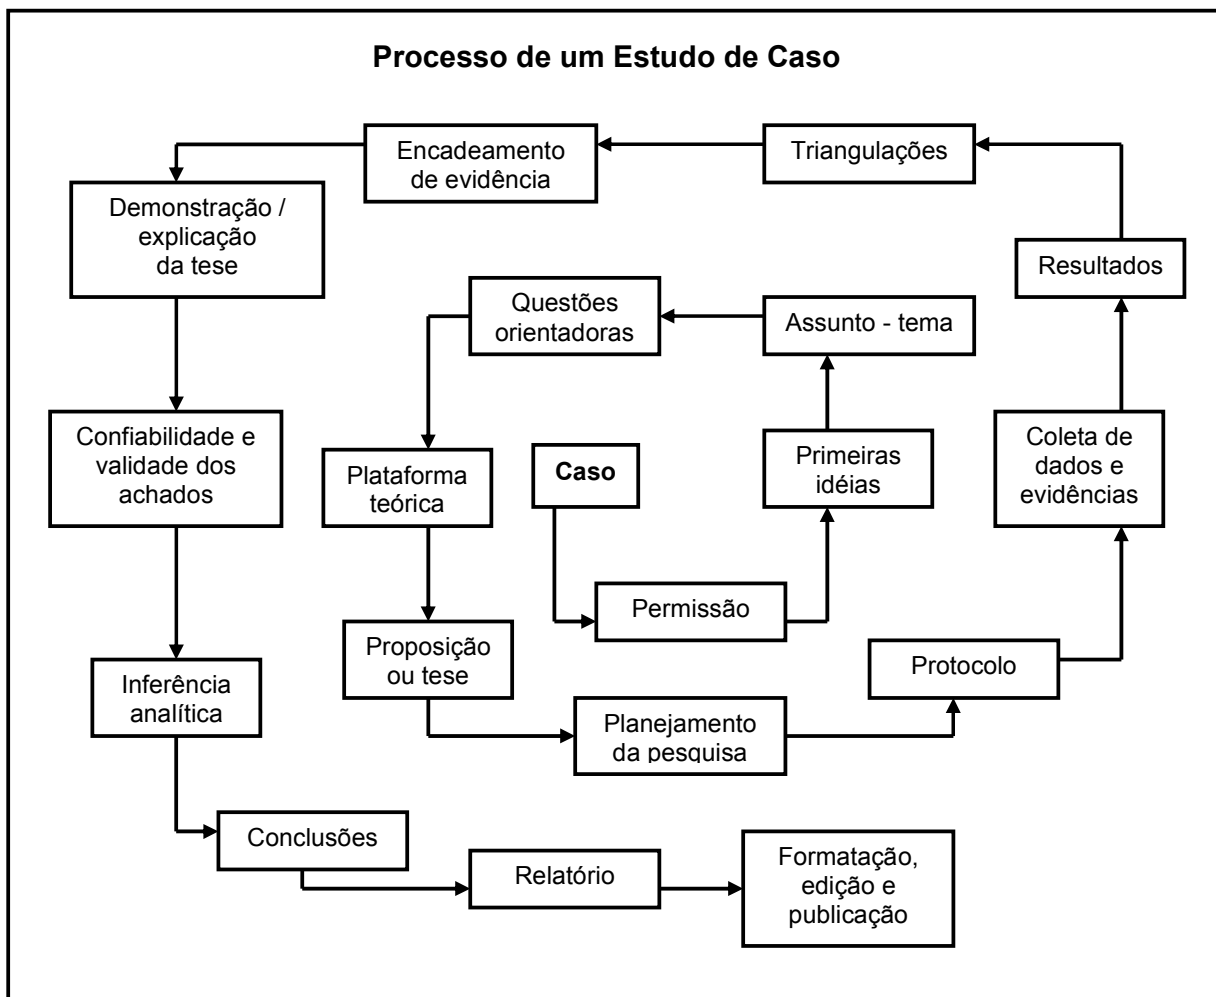 Processo de um Estudo de Caso
Encadeamento
de evidência
Triangulações
Demonstração /
explicação
da tese
Resultados
Questões
orientadoras
Assunto - tema
Confiabilidade e
validade dos
achados
Plataforma
teórica
Caso
Primeiras
idéias
Coleta de
dados e
evidências
Permissão
Proposição
ou tese
Protocolo
Inferência
analítica
Planejamento
da pesquisa
Conclusões
Relatório
Formatação,
edição e
publicação